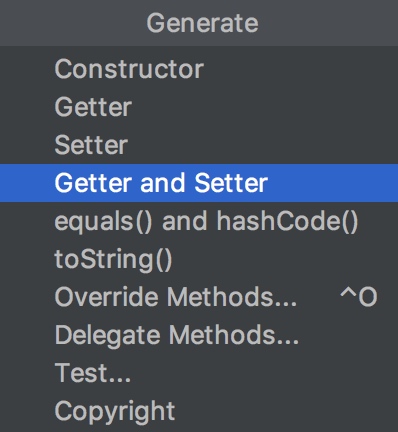 Generate
Constructor
Getter
Setter
Getter and Setter
equals() and hashCode()
toString()
Override Methods... ^O
Delegate Methods...
Test...
Copyright